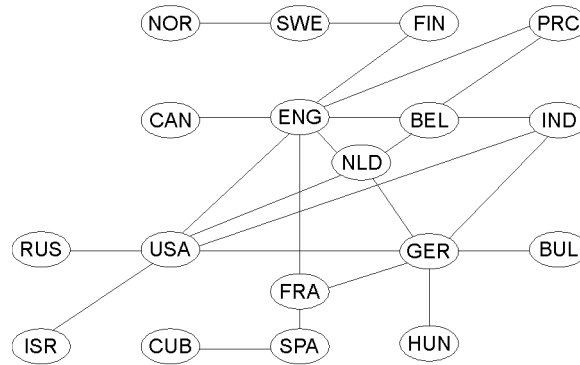 NOR SWE FIN PRC
CAN ENG BEL IND
NLD
RUS USA GER BUL
FRA
ISR CUB SPA HUN